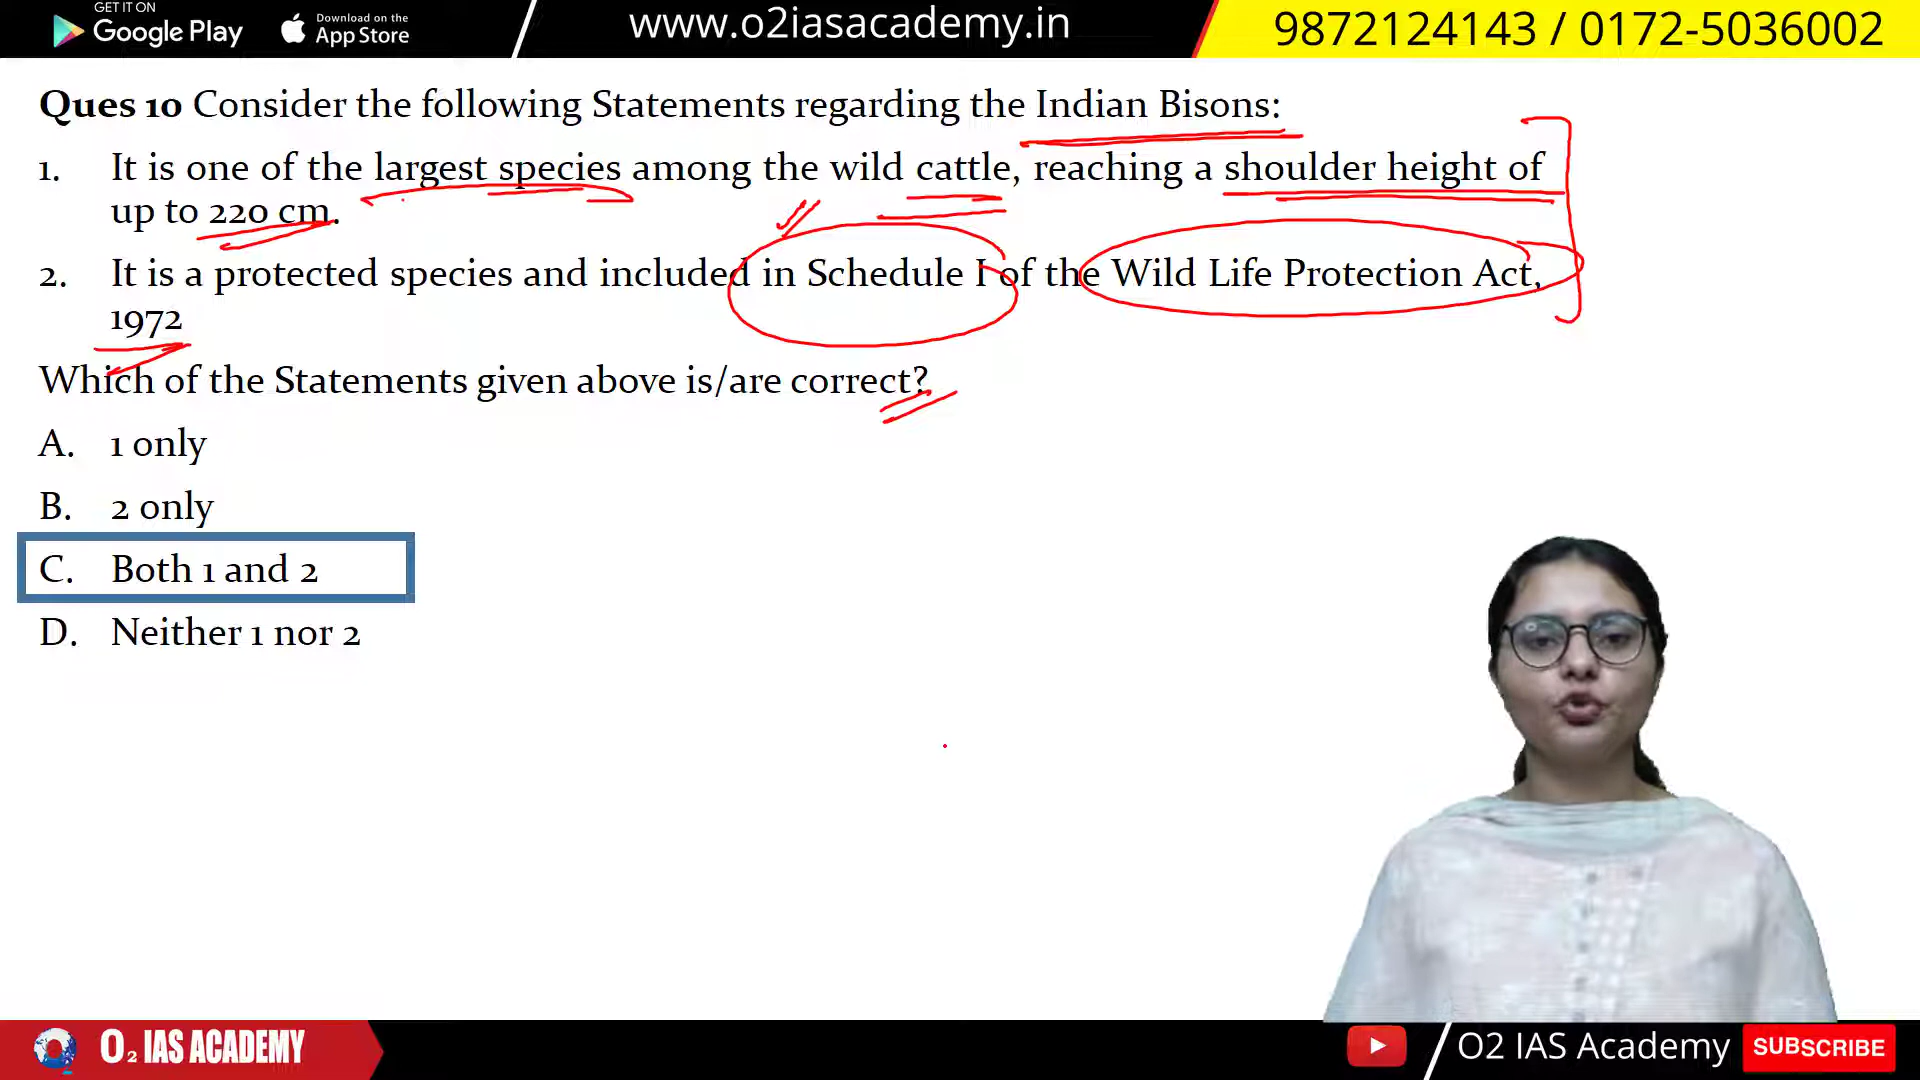 GET IT ON
Google Play
Download on the
App Store
www.o2iasacademy.in
9872124143 / 0172-5036002
Ques 10 Consider the following Statements regarding the Indian Bisons:
1. It is one of the largest species among the wild cattle, reaching a shoulder height of
up to 220 cm.
2. It is a protected species and included in Schedule I of the Wild Life Protection Act,
1972
Which of the Statements given above is/are correct?
A. 1 only
B. 2 only
C. Both 1 and 2
D. Neither 1 nor 2
O2 IAS ACADEMY
O2 IAS Academy
SUBSCRIBE